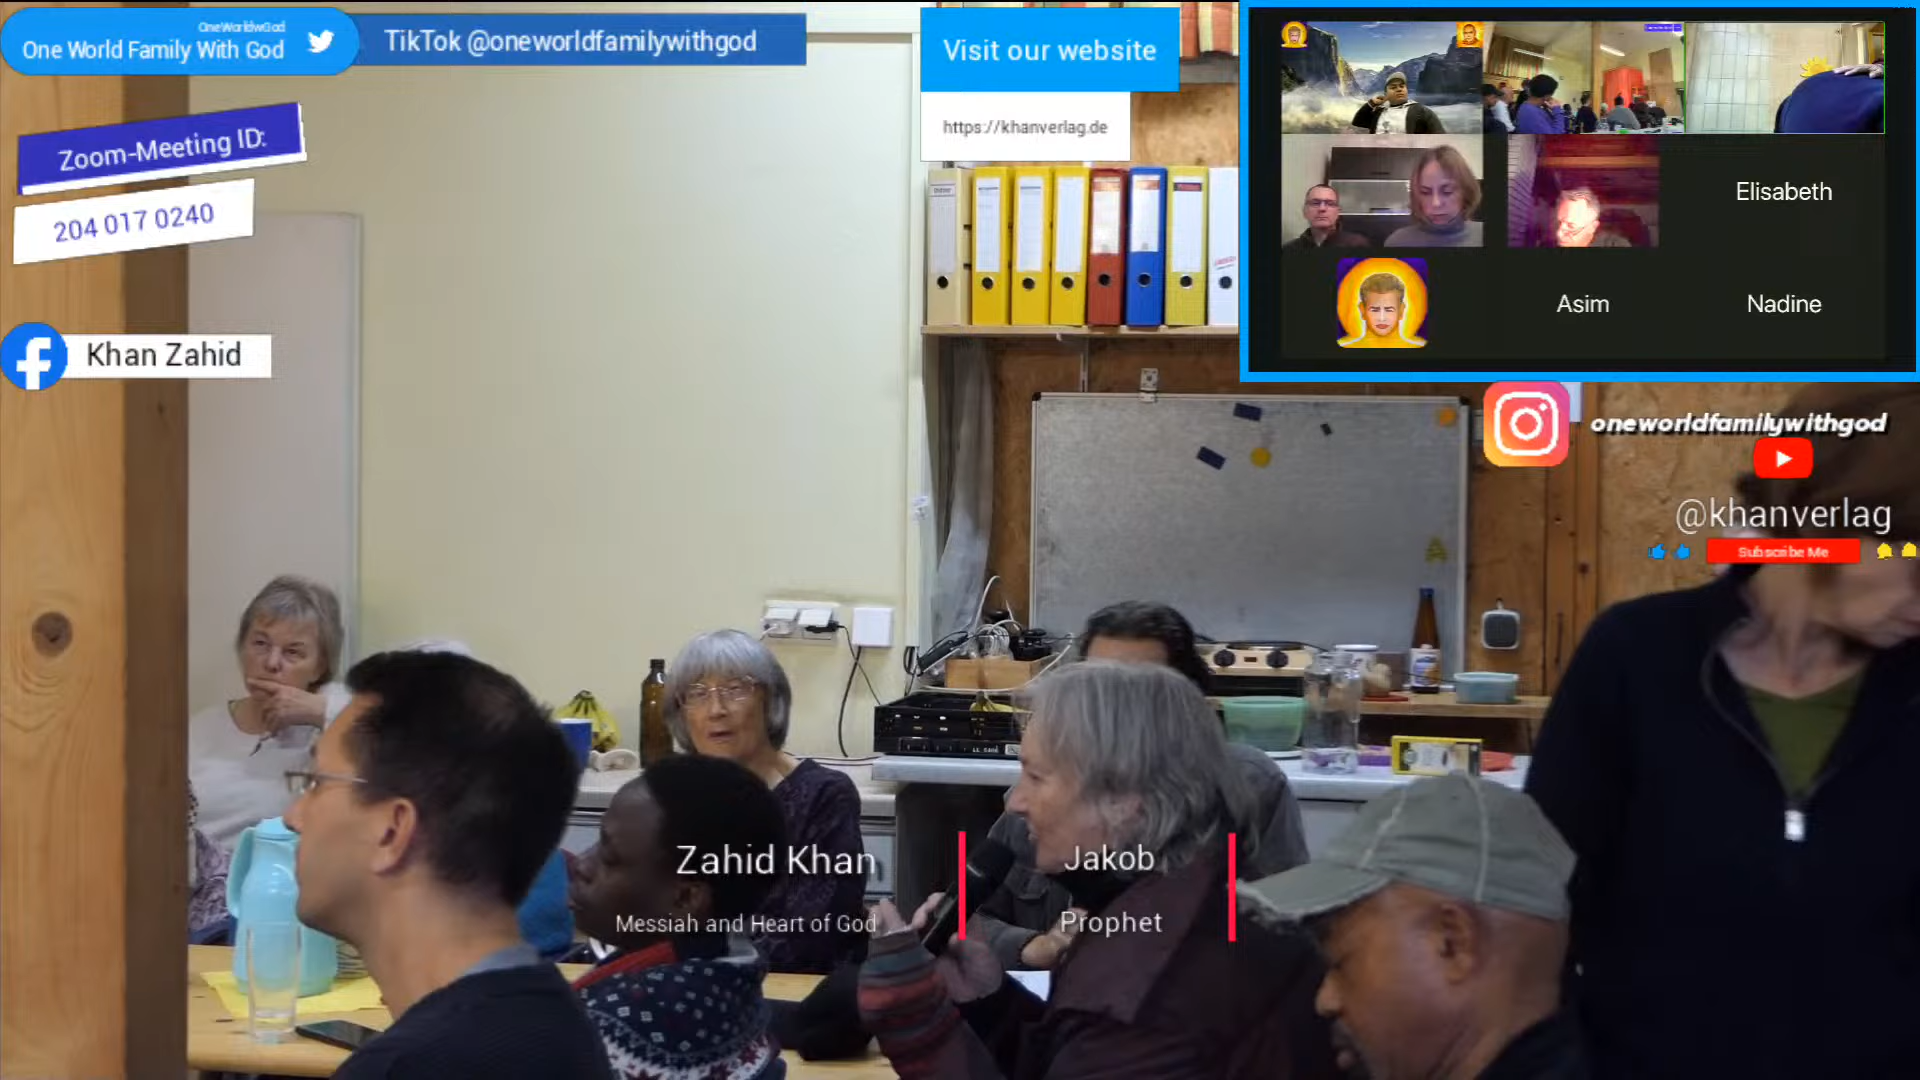 OneWorldwGod
One World Family With God
TikTok @oneworldfamilywithgod
Visit our website
https://khanverlag.de
Zoom-Meeting ID:
204 017 0240
Khan Zahid
Elisabeth
Asim
Nadine
oneworldfamilywithgod
@khanverlag
Subscribe Me
Zahid Khan
Messiah and Heart of God
Jakob
Prophet